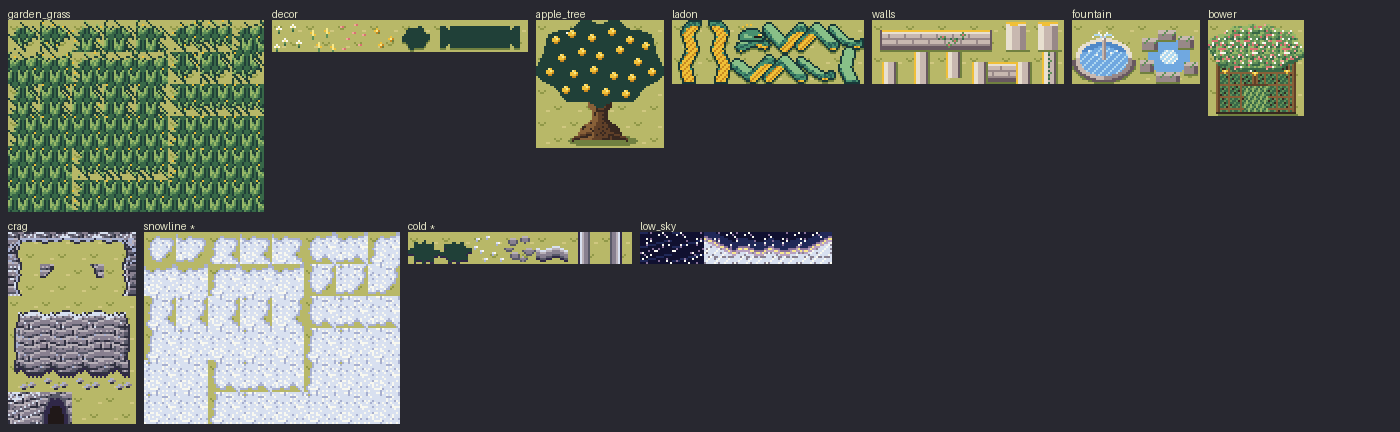 garden_grass
decor
apple_tree
ladon
walls
fountain
bower
crag
snowline *
cold *
low_sky